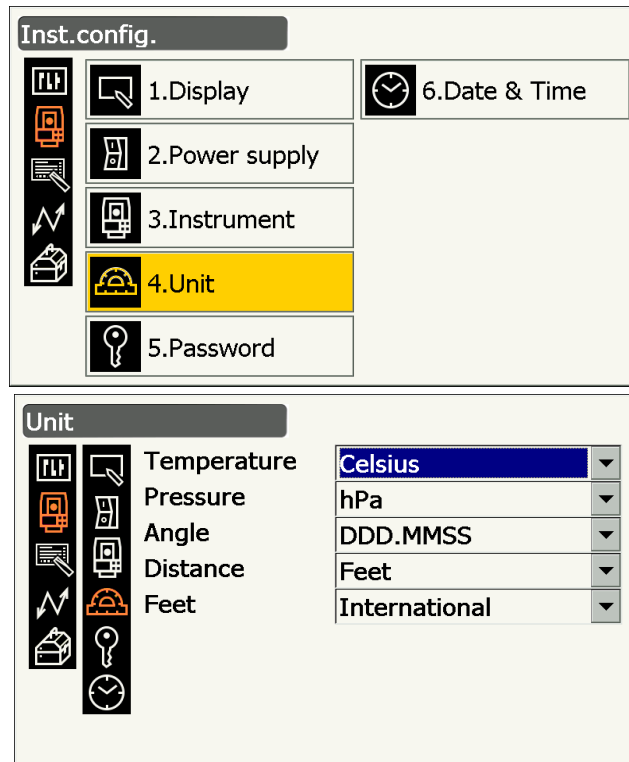 Inst.config.
1.Display
6.Date & Time
2.Power supply
3.Instrument
4.Unit
5.Password
Unit
Temperature Celsius
Pressure hPa
Angle DDD.MMSS
Distance Feet
Feet International